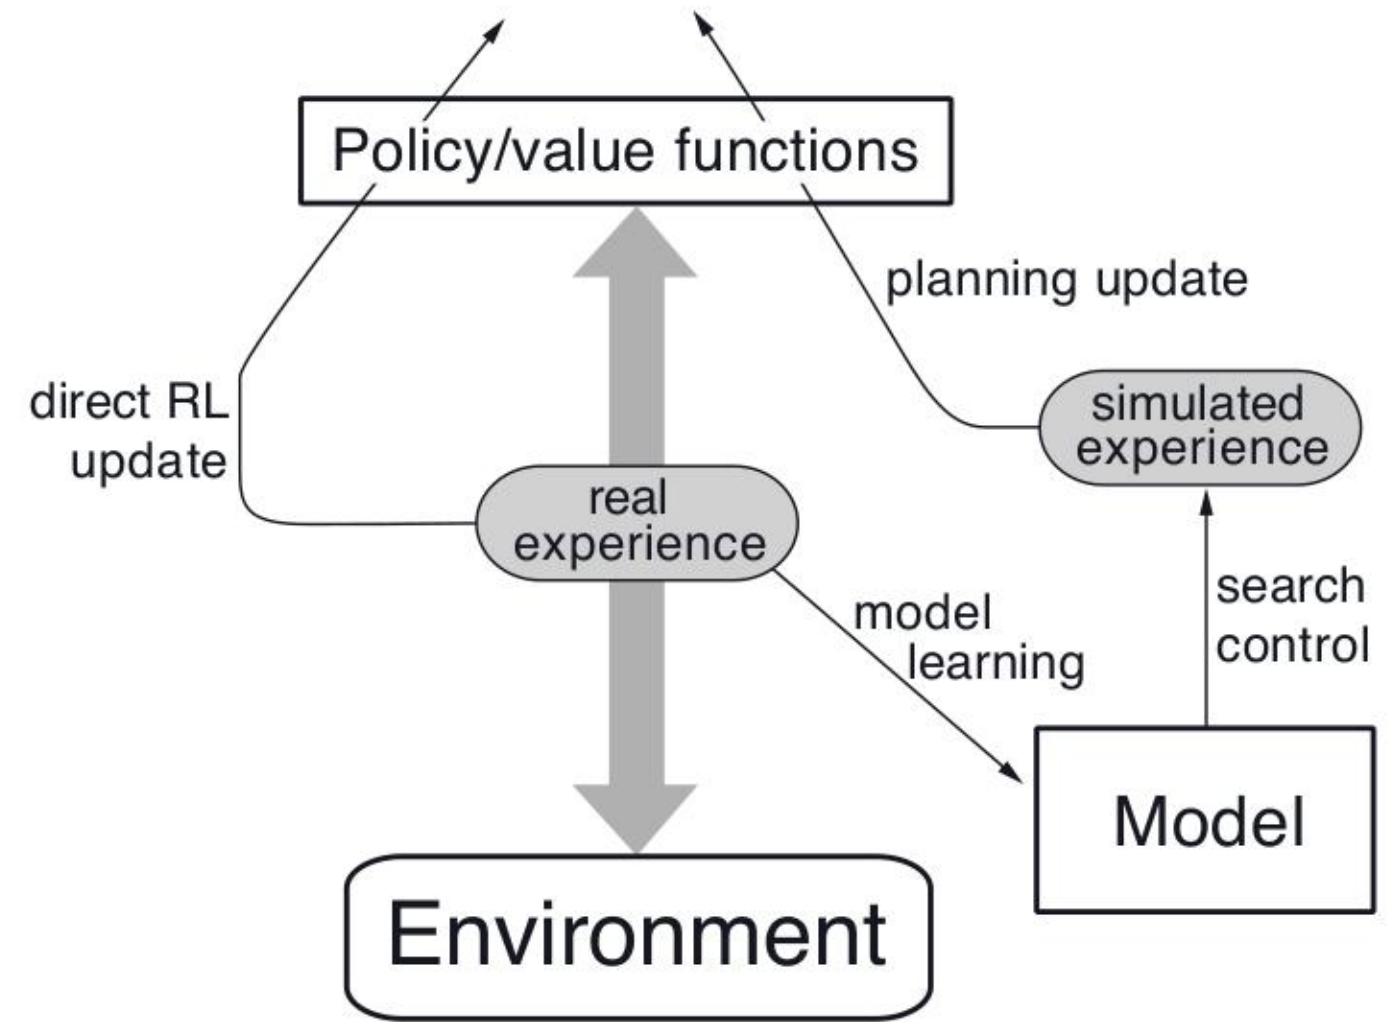 Policy/value functions
planning update
direct RL
update
simulated
experience
real
experience
model
learning
search
control
Model
Environment